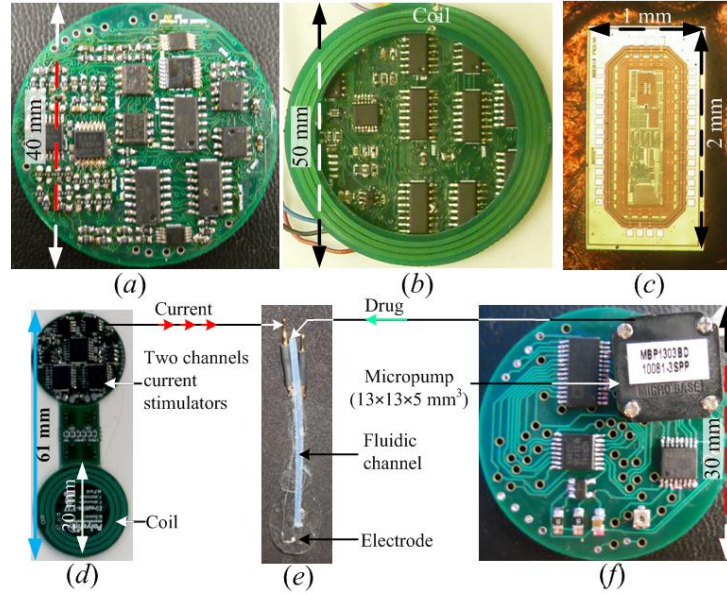 40 mm
(a)
Coil
50 mm
(b)
1 mm
2 mm
(c)
61 mm
20 mm
Two channels
current
stimulators
Coil
(d)
Current
Drug
Fluidic
channel
Electrode
(e)
Micropump
(13×13×5 mm³)
MBP1303BD
10081-3SPP
MICRO BASE
30 mm
(f)